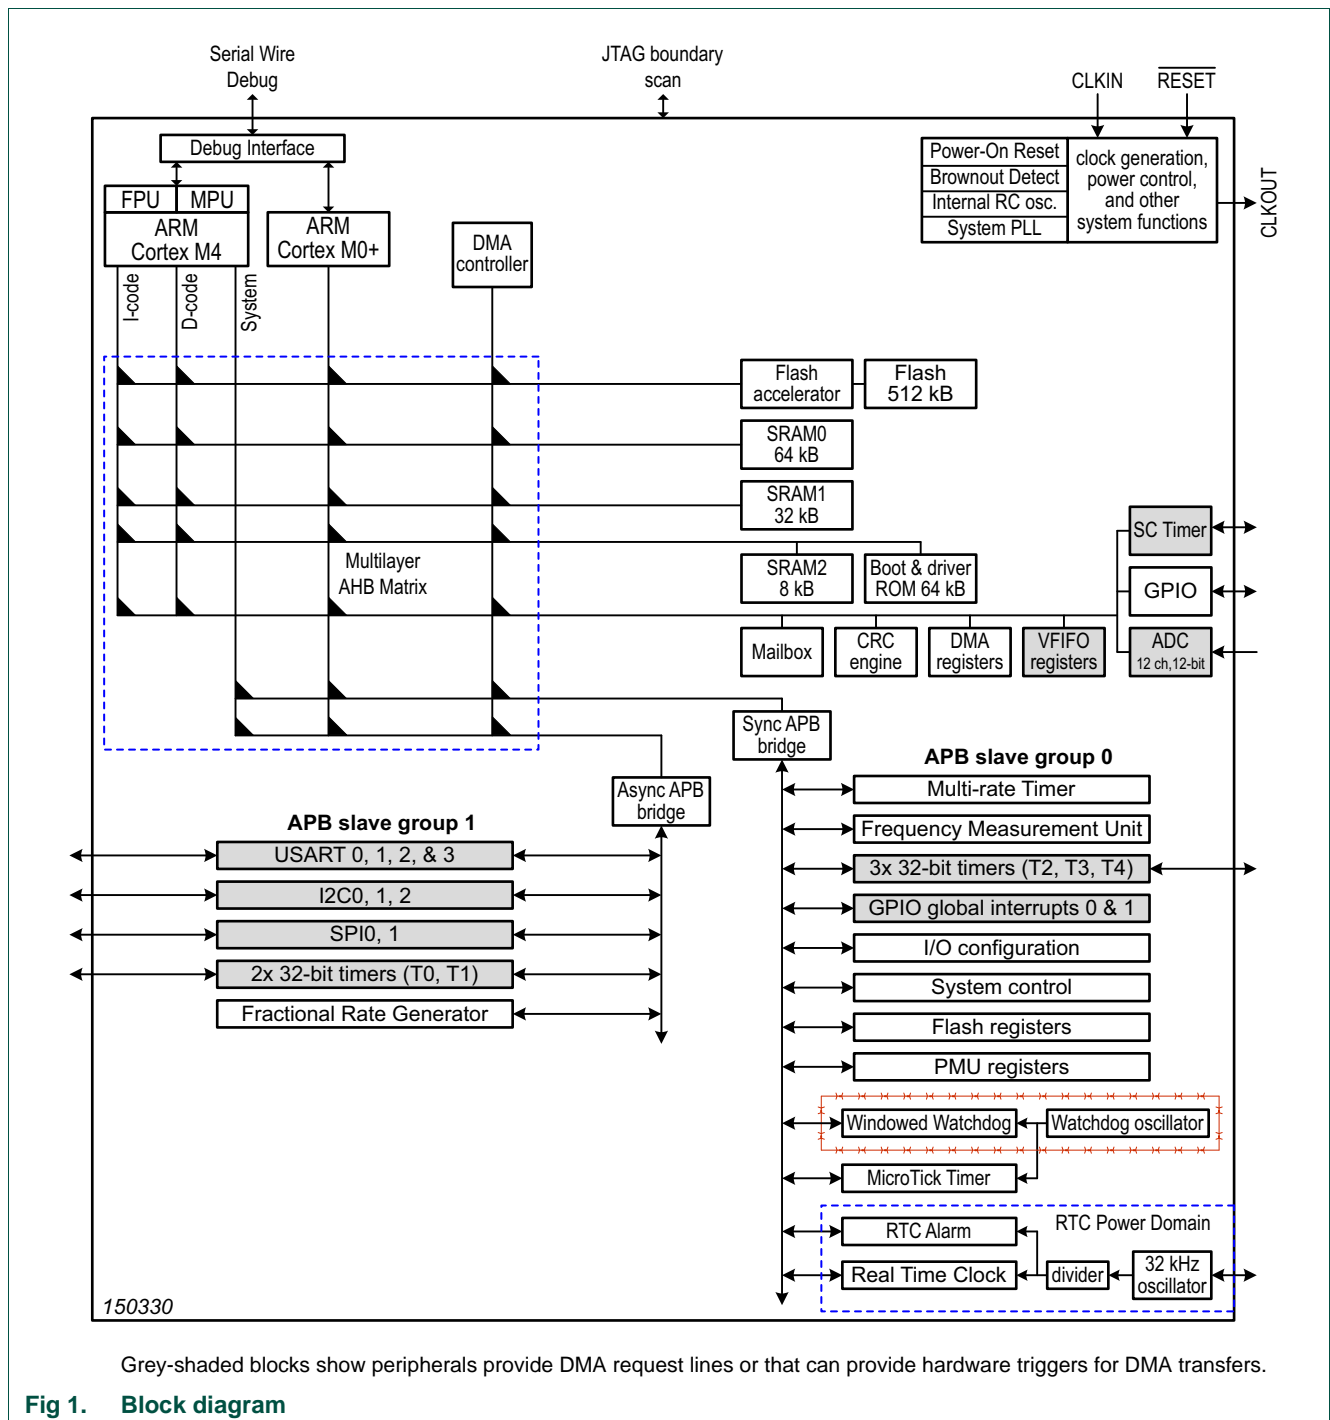 Serial Wire
Debug
JTAG boundary
scan
CLKIN
RESET
Debug Interface
FPU
MPU
ARM
Cortex M4
ARM
Cortex M0+
DMA
controller
Power-On Reset
Brownout Detect
Internal RC osc.
System PLL
clock generation,
power control,
and other
system functions
CLKOUT
I-code
D-code
System
Flash
accelerator
Flash
512 kB
SRAM0
64 kB
SRAM1
32 kB
Multilayer
AHB Matrix
SRAM2
8 kB
Boot & driver
ROM 64 kB
SC Timer
GPIO
ADC
12 ch,12-bit
Mailbox
CRC
engine
DMA
registers
VFIFO
registers
Sync APB
bridge
Async APB
bridge
APB slave group 1
USART 0, 1, 2, & 3
I2C0, 1, 2
SPI0, 1
2x 32-bit timers (T0, T1)
Fractional Rate Generator
APB slave group 0
Multi-rate Timer
Frequency Measurement Unit
3x 32-bit timers (T2, T3, T4)
GPIO global interrupts 0 & 1
I/O configuration
System control
Flash registers
PMU registers
Windowed Watchdog
Watchdog oscillator
MicroTick Timer
RTC Power Domain
RTC Alarm
Real Time Clock
divider
32 kHz
oscillator
150330
Grey-shaded blocks show peripherals provide DMA request lines or that can provide hardware triggers for DMA transfers.
Fig 1. Block diagram